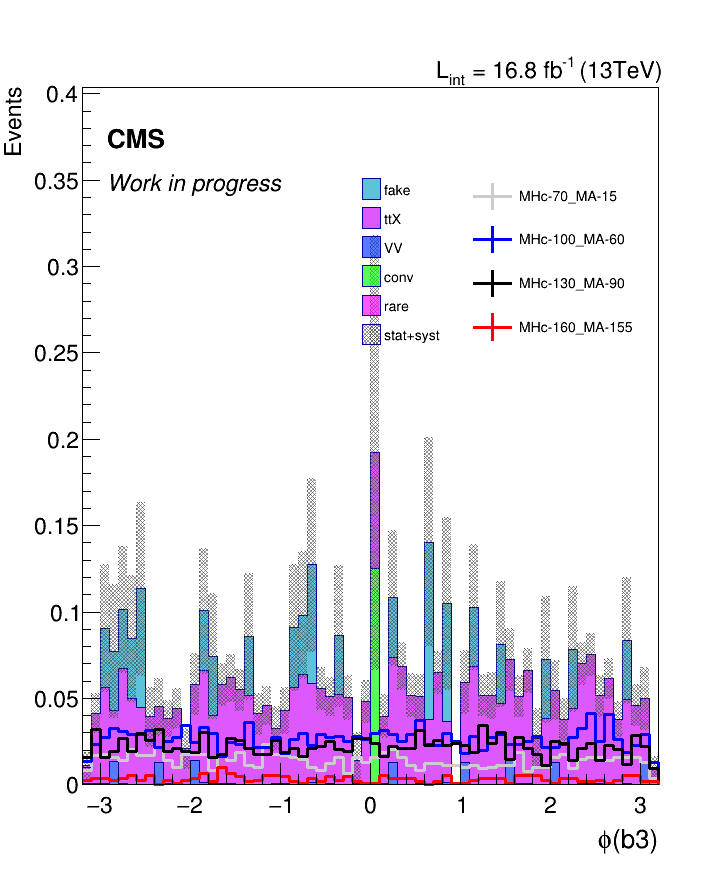 L_int = 16.8 fb^-1 (13TeV)
Events
0.4
0.35
0.3
0.25
0.2
0.15
0.1
0.05
0
CMS
Work in progress
fake
ttX
VV
conv
rare
stat+syst
MHc-70_MA-15
MHc-100_MA-60
MHc-130_MA-90
MHc-160_MA-155
−3 −2 −1 0 1 2 3
ϕ(b3)